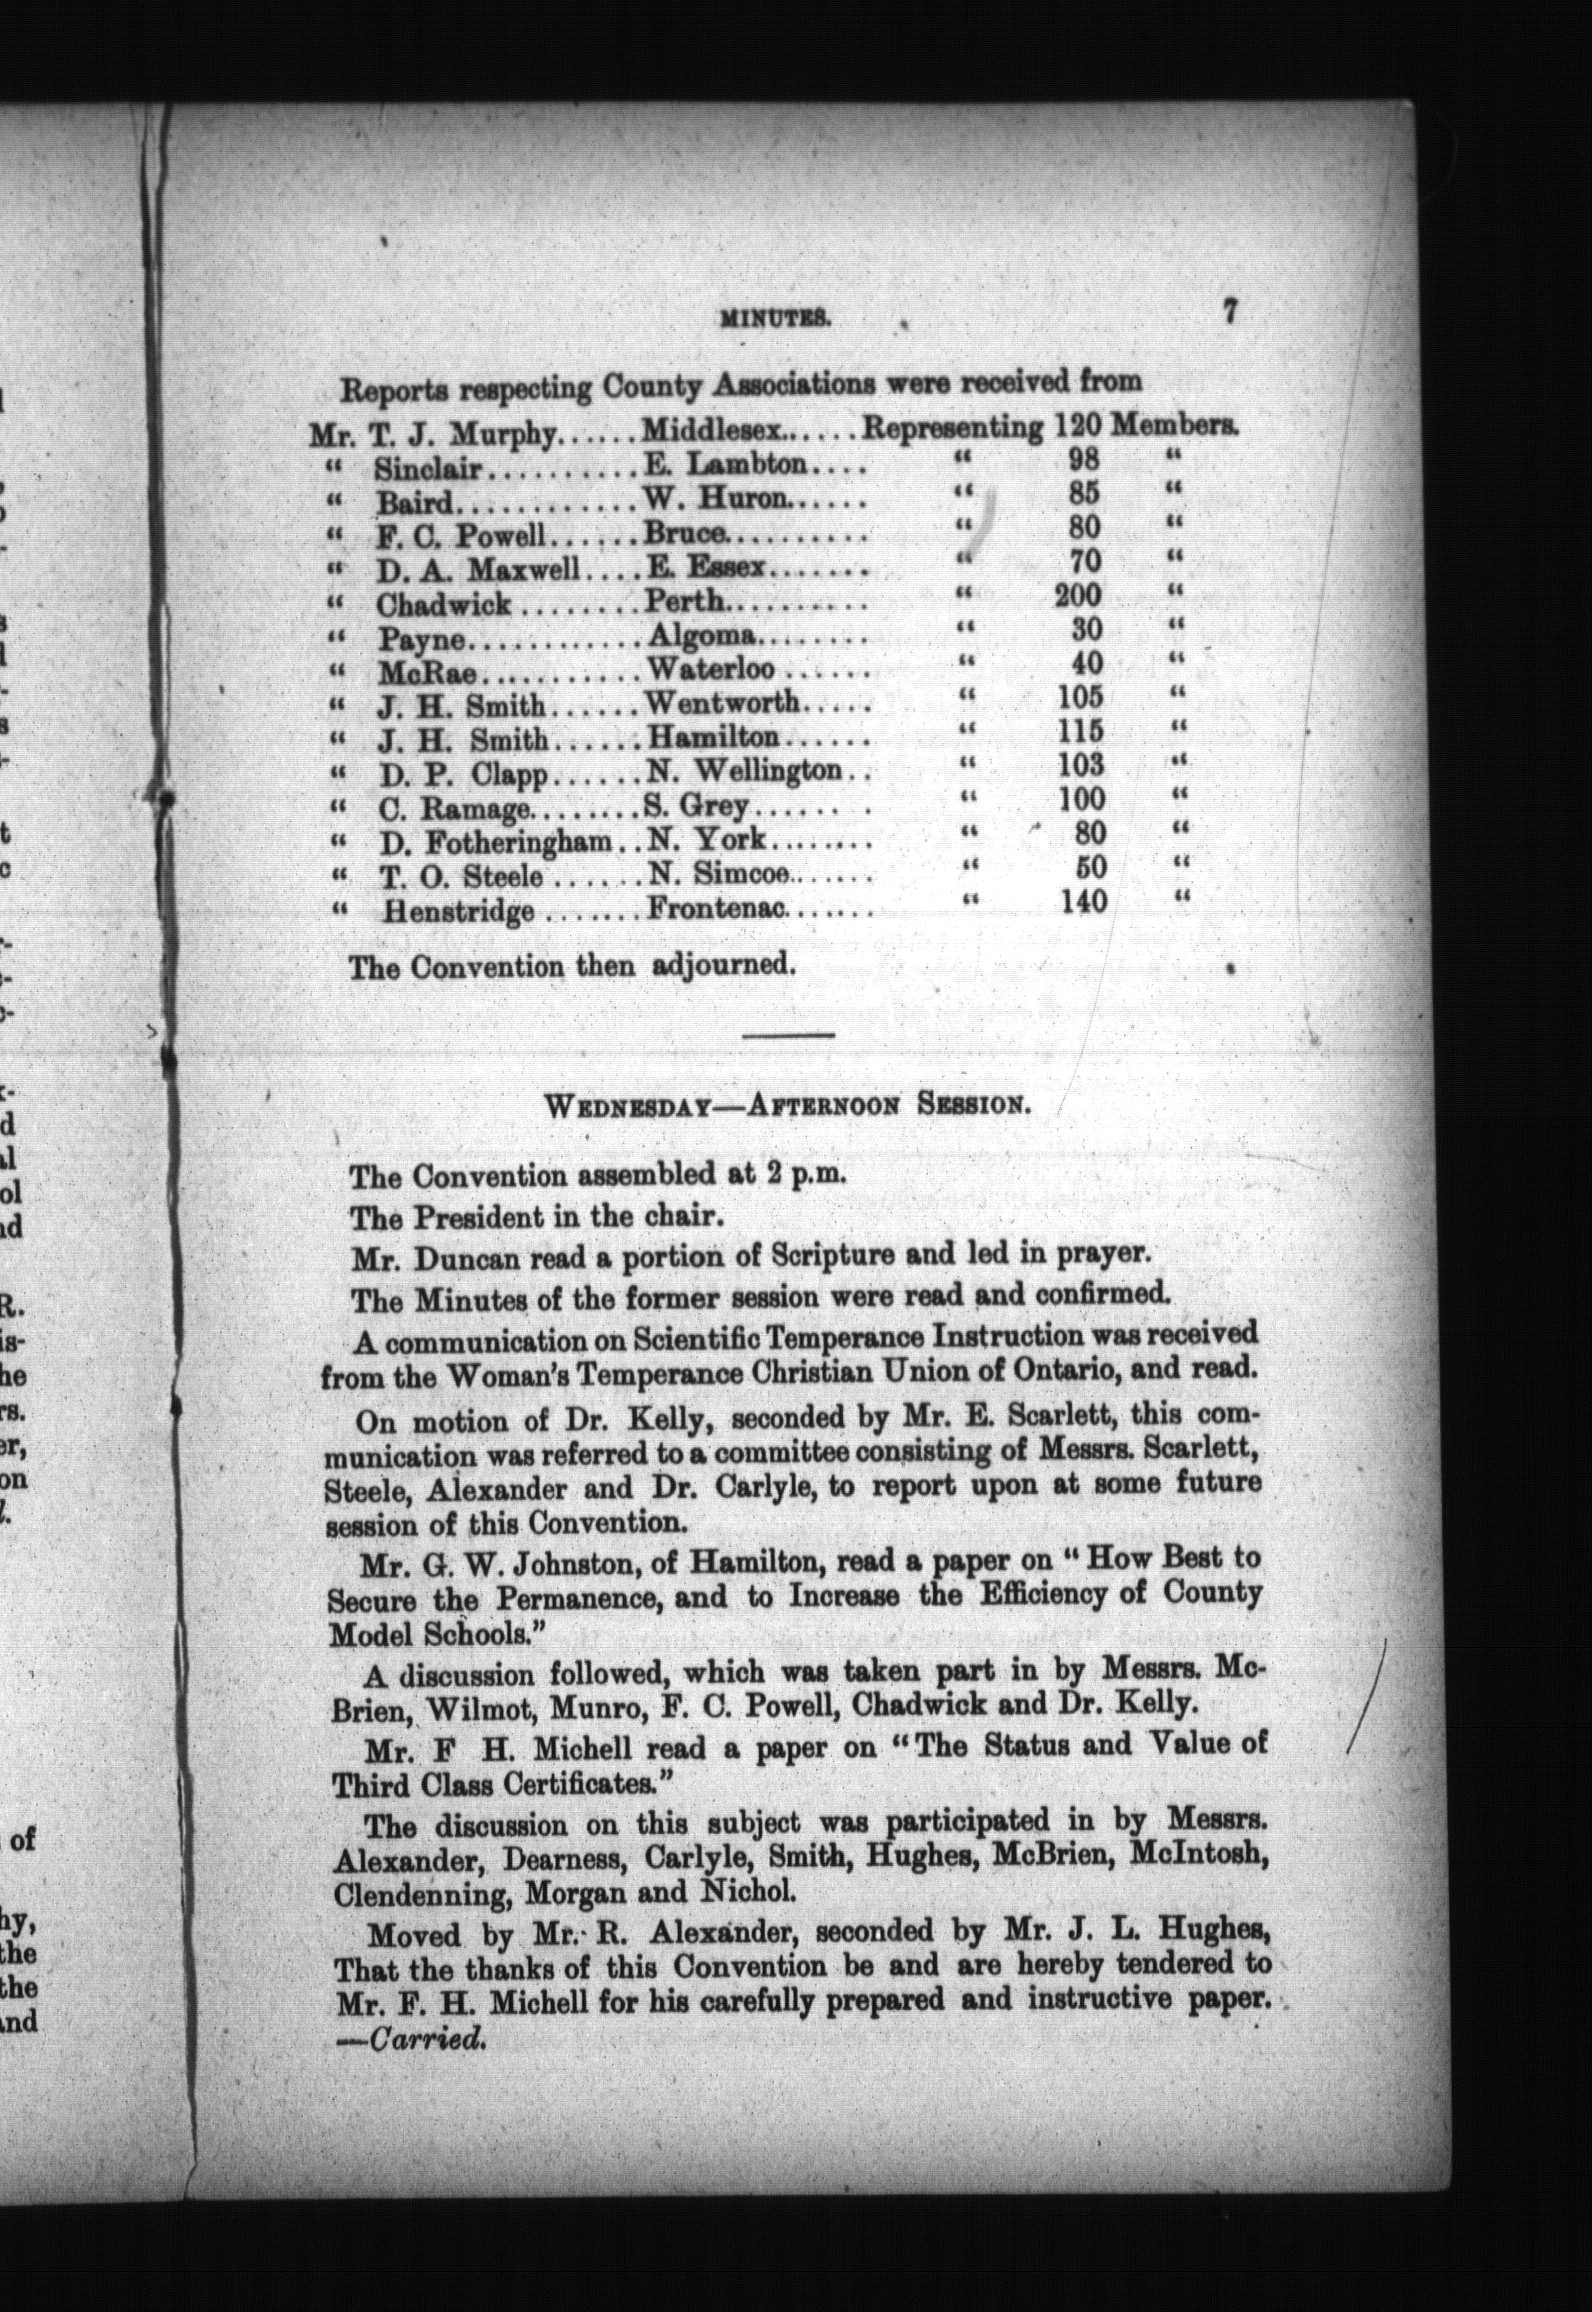 MINUTES. 7
Reports respecting County Associations were received from
Mr. T. J. Murphy......Middlesex......Representing 120 Members.
“ Sinclair..........E. Lambton.... “ 98 “
“ Baird............W. Huron...... “ 85 “
“ F. C. Powell......Bruce.......... “ 80 “
“ D. A. Maxwell....E. Essex....... “ 70 “
“ Chadwick ........Perth.......... “ 200 “
“ Payne............Algoma........ “ 30 “
“ McRae...........Waterloo ...... “ 40 “
“ J. H. Smith......Wentworth..... “ 105 “
“ J. H. Smith......Hamilton...... “ 115 “
“ D. P. Clapp......N. Wellington.. “ 103 “
“ C. Ramage........S. Grey....... . “ 100 “
“ D. Fotheringham..N. York........ “ 80 “
“ T. O. Steele ......N. Simcoe....... “ 50 “
“ Henstridge .......Frontenac....... “ 140 “
The Convention then adjourned.
WEDNESDAY—AFTERNOON SESSION.
The Convention assembled at 2 p.m.
The President in the chair.
Mr. Duncan read a portion of Scripture and led in prayer.
The Minutes of the former session were read and confirmed.
A communication on Scientific Temperance Instruction was received
from the Woman's Temperance Christian Union of Ontario, and read.
On motion of Dr. Kelly, seconded by Mr. E. Scarlett, this com-
munication was referred to a committee consisting of Messrs. Scarlett,
Steele, Alexander and Dr. Carlyle, to report upon at some future
session of this Convention.
Mr. G. W. Johnston, of Hamilton, read a paper on “How Best to
Secure the Permanence, and to Increase the Efficiency of County
Model Schools.”
A discussion followed, which was taken part in by Messrs. Mc-
Brien, Wilmot, Munro, F. C. Powell, Chadwick and Dr. Kelly.
Mr. F H. Michell read a paper on “The Status and Value of
Third Class Certificates.”
The discussion on this subject was participated in by Messrs.
Alexander, Dearness, Carlyle, Smith, Hughes, McBrien, McIntosh,
Clendenning, Morgan and Nichol.
Moved by Mr. R. Alexander, seconded by Mr. J. L. Hughes,
That the thanks of this Convention be and are hereby tendered to
Mr. F. H. Michell for his carefully prepared and instructive paper.
—Carried.